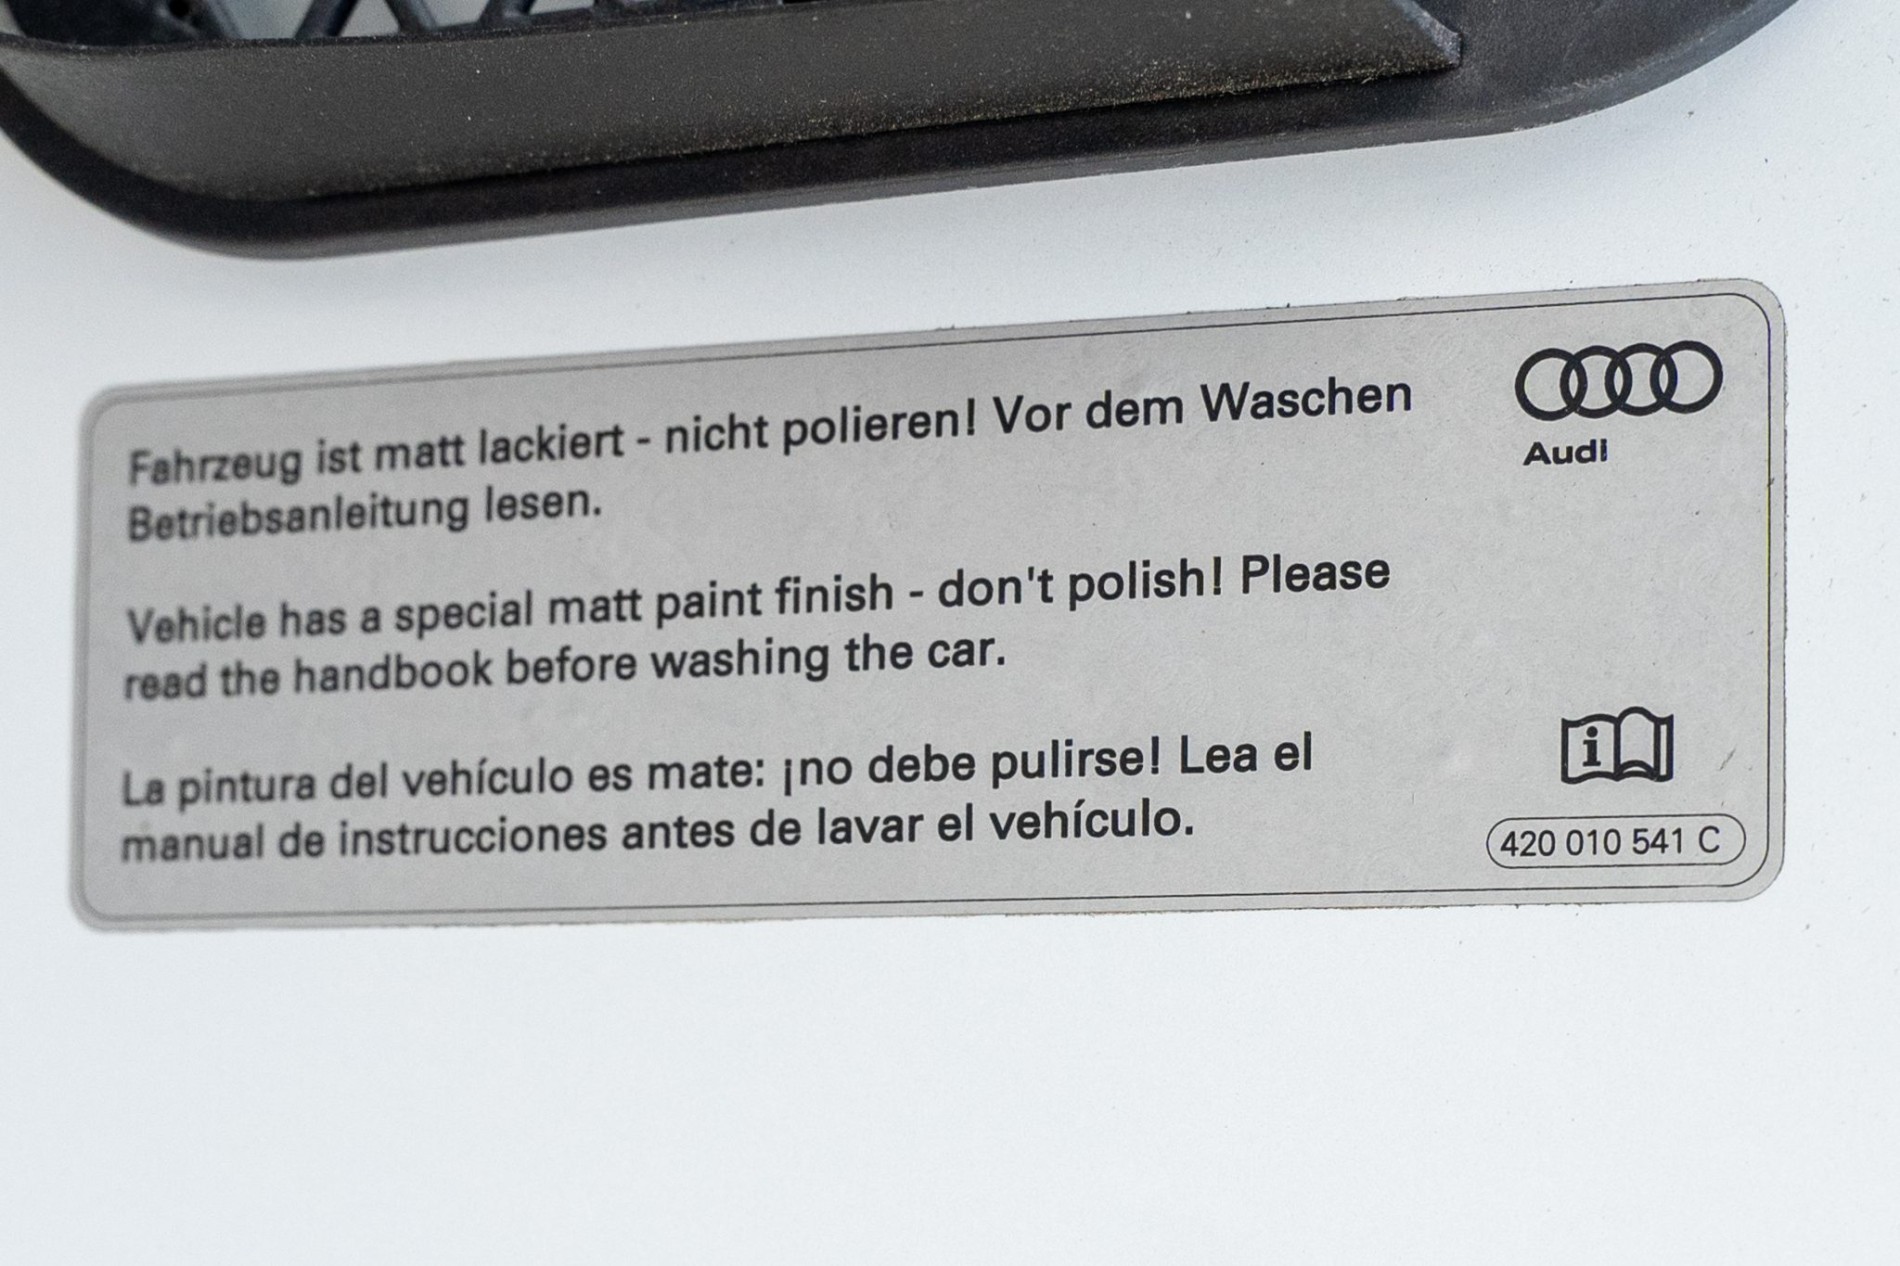 Fahrzeug ist matt lackiert - nicht polieren! Vor dem Waschen
Betriebsanleitung lesen.
Vehicle has a special matt paint finish - don't polish! Please
read the handbook before washing the car.
La pintura del vehículo es mate: ¡no debe pulirse! Lea el
manual de instrucciones antes de lavar el vehículo.
Audi
i
420 010 541 C